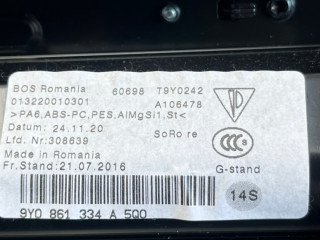 BOS Romania 60698 T9Y0242
013220010301 A106478
>PA6,ABS-PC,PES,AlMgSi1,St<
Datum: 24.11.20 SoRo re
Lfd. Nr:308639
Made in Romania
Fr.Stand:21.07.2016 G-stand
14S
9Y0 861 334 A 5Q0